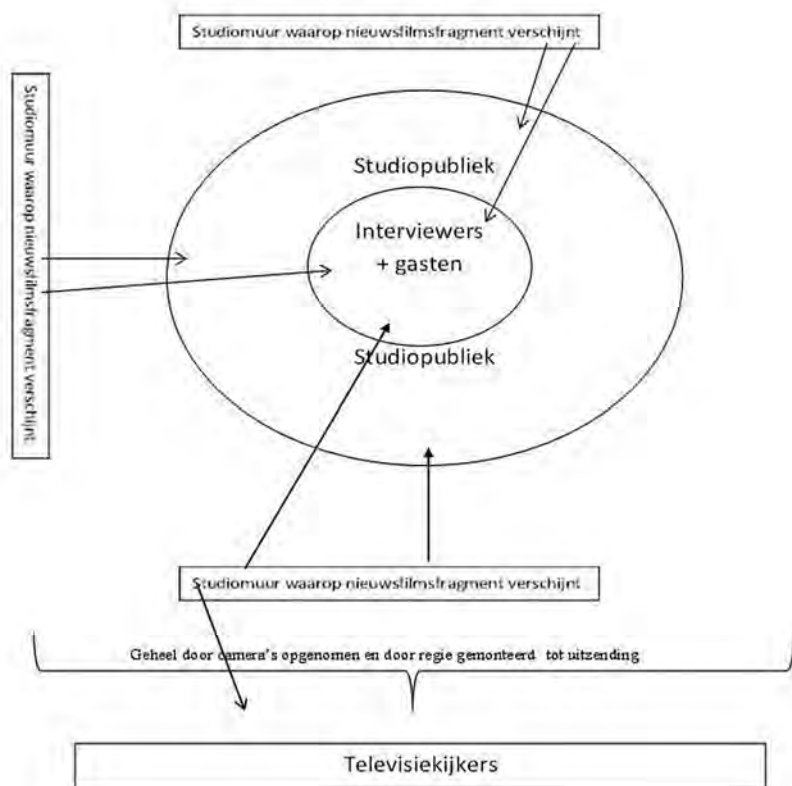 Studiomuur waarop nieuwsfilmsfragment verschijnt
Studiomuur waarop nieuwsfilmsfragment verschijnt
Studiopubliek
Interviewers
+ gasten
Studiopubliek
Studiomuur waarop nieuwsfilmsfragment verschijnt
Geheel door camera's opgenomen en door regie gemonteerd tot uitzending
Televisiekijkers